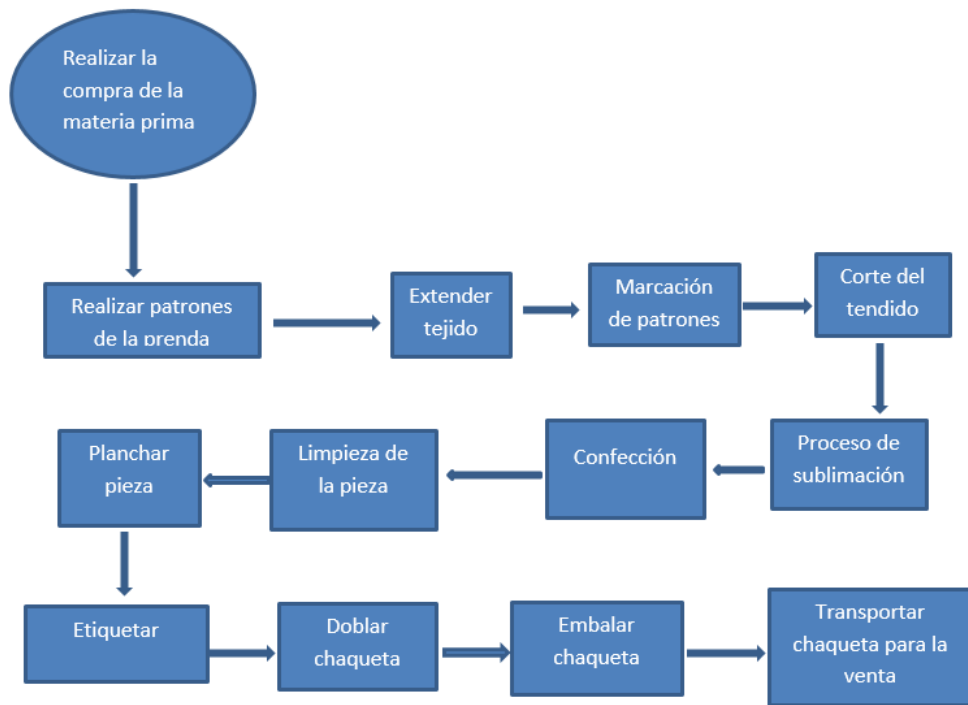 Realizar la
compra de la
materia prima
Realizar patrones
de la prenda
Extender
tejido
Marcación
de patrones
Corte del
tendido
Proceso de
sublimación
Confección
Limpieza de
la pieza
Planchar
pieza
Etiquetar
Doblar
chaqueta
Embalar
chaqueta
Transportar
chaqueta para la
venta